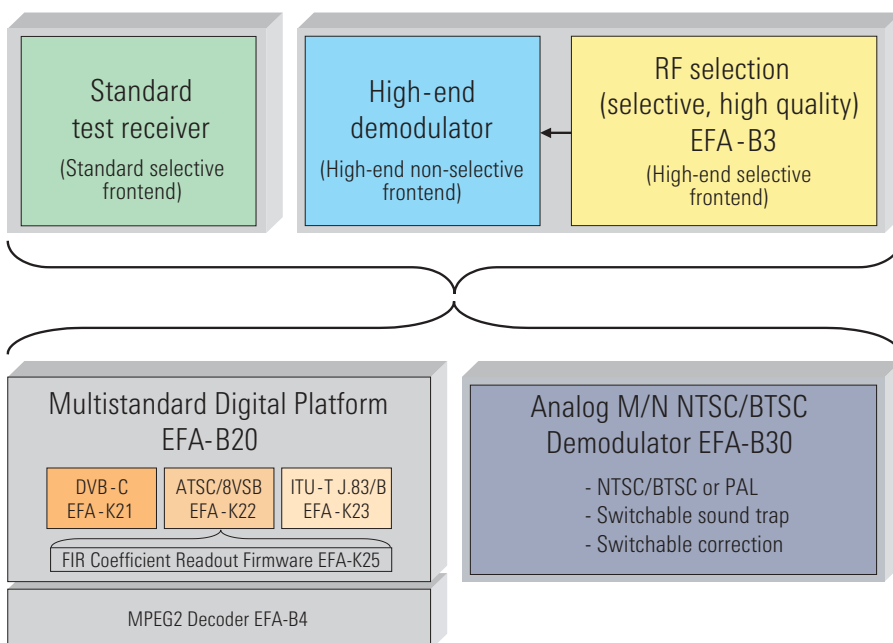 Standard
test receiver
(Standard selective
frontend)
High-end
demodulator
(High-end non-selective
frontend)
RF selection
(selective, high quality)
EFA-B3
(High-end selective
frontend)
Multistandard Digital Platform
EFA-B20
DVB-C
EFA-K21
ATSC/8VSB
EFA-K22
ITU-T J.83/B
EFA-K23
FIR Coefficient Readout Firmware EFA-K25
MPEG2 Decoder EFA-B4
Analog M/N NTSC/BTSC
Demodulator EFA-B30
- NTSC/BTSC or PAL
- Switchable sound trap
- Switchable correction